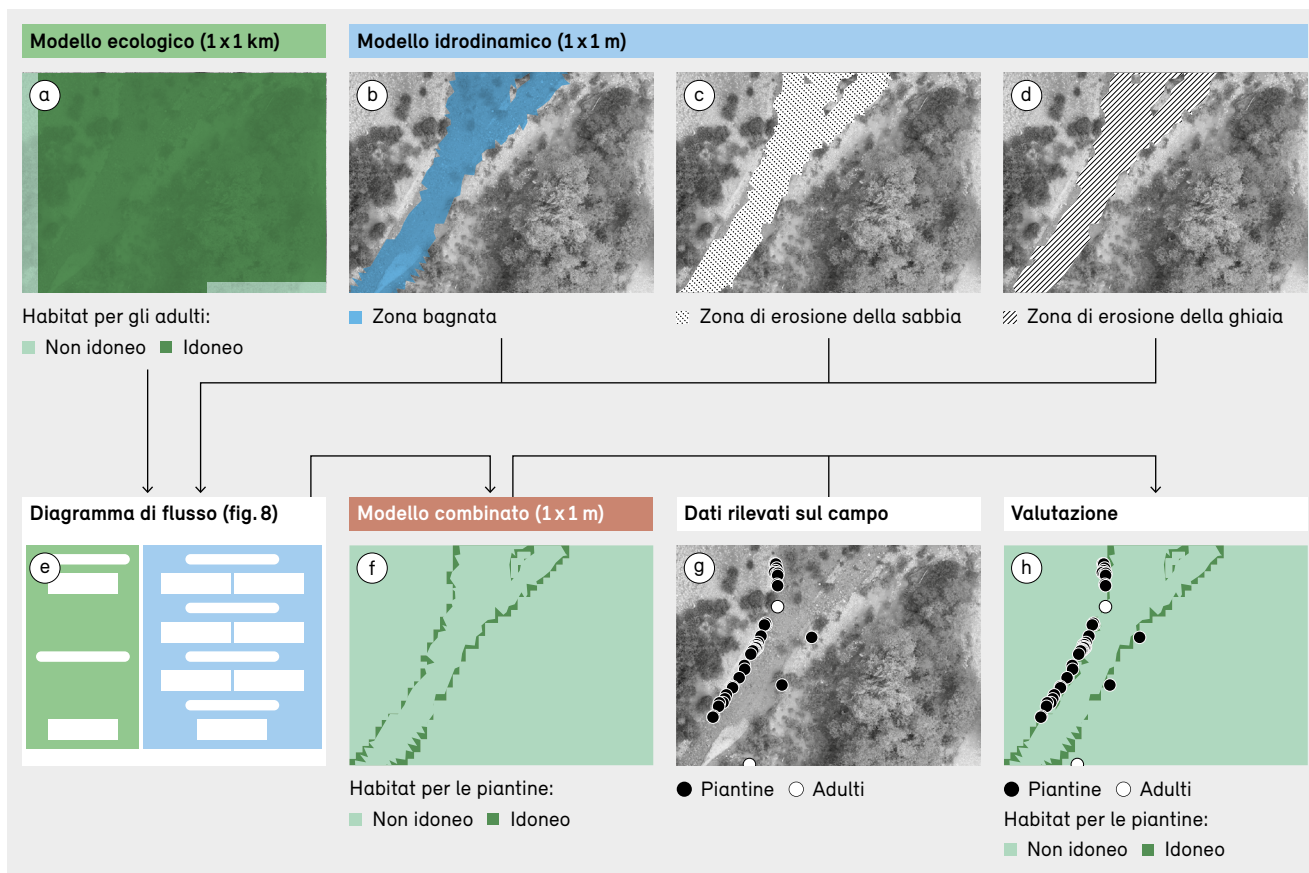 Modello ecologico (1 x 1 km)
Modello idrodinamico (1 x 1 m)
a
b
c
d
Habitat per gli adulti:
Non idoneo Idoneo
Zona bagnata
Zona di erosione della sabbia
Zona di erosione della ghiaia
Diagramma di flusso (fig. 8)
Modello combinato (1 x 1 m)
Dati rilevati sul campo
Valutazione
e
f
g
h
Habitat per le piantine:
Non idoneo Idoneo
Piantine Adulti
Piantine Adulti
Habitat per le piantine:
Non idoneo Idoneo